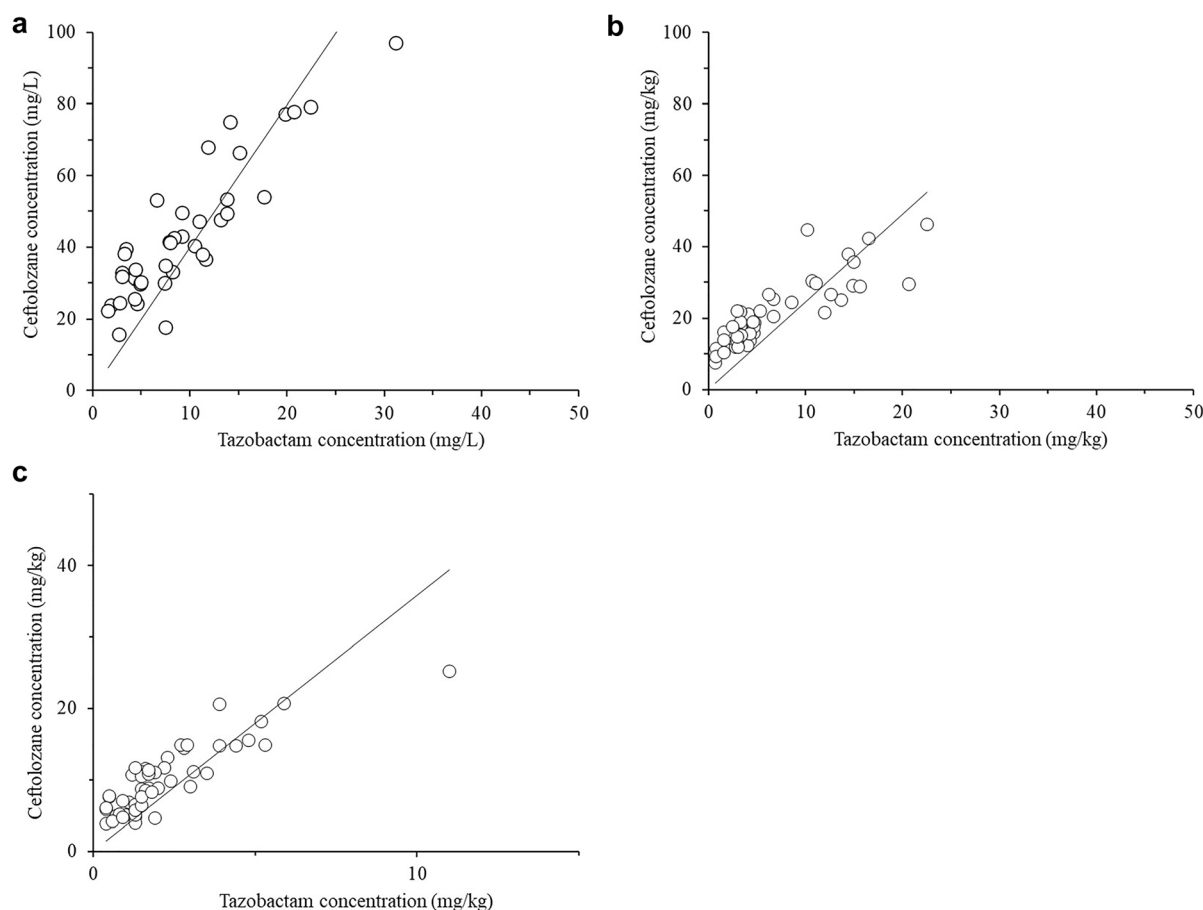 a
100
80
60
40
20
0
Ceftolozane concentration (mg/L)
0 10 20 30 40 50
Tazobactam concentration (mg/L)
b
100
80
60
40
20
0
Ceftolozane concentration (mg/kg)
0 10 20 30 40 50
Tazobactam concentration (mg/kg)
c
40
20
0
Ceftolozane concentration (mg/kg)
0 10
Tazobactam concentration (mg/kg)